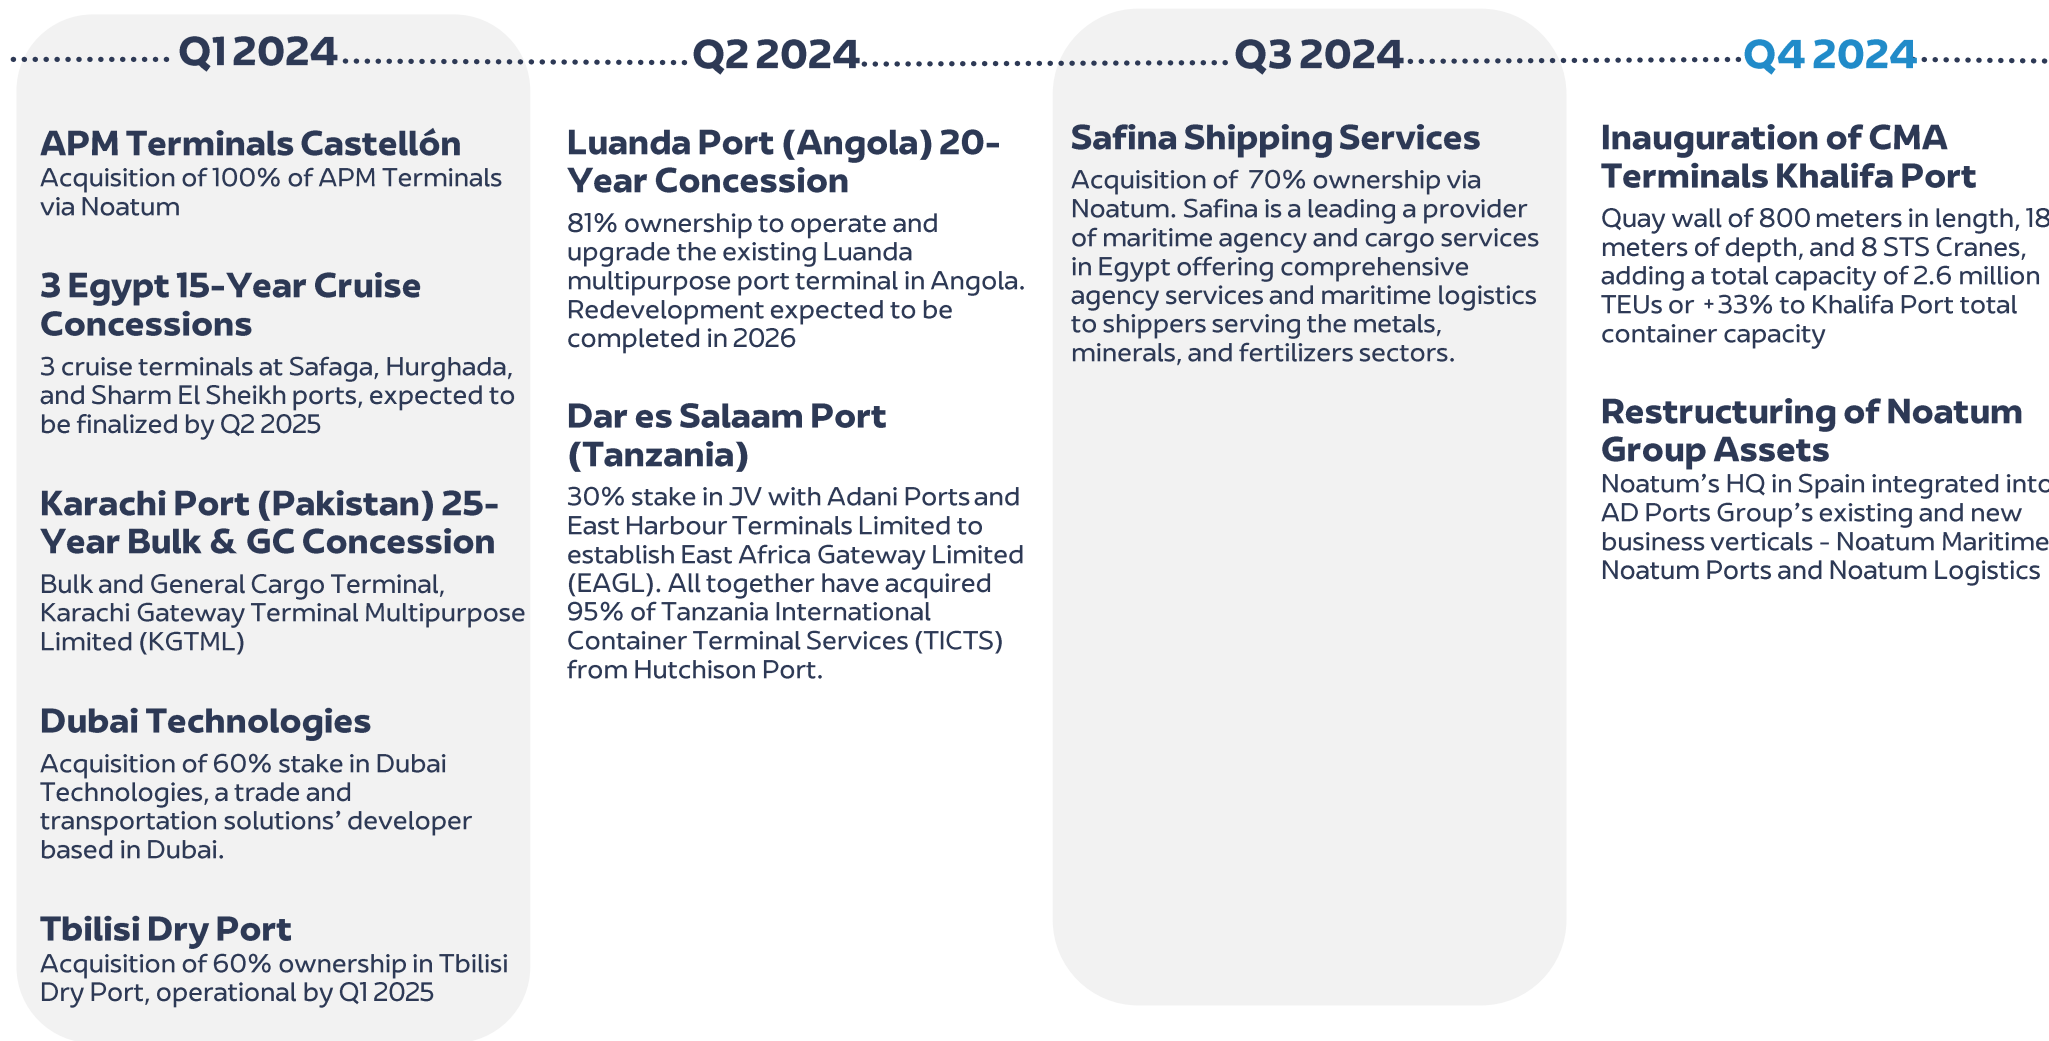 Q1 2024
APM Terminals Castellón
Acquisition of 100% of APM Terminals
via Noatum
3 Egypt 15-Year Cruise
Concessions
3 cruise terminals at Safaga, Hurghada,
and Sharm El Sheikh ports, expected to
be finalized by Q2 2025
Karachi Port (Pakistan) 25-
Year Bulk & GC Concession
Bulk and General Cargo Terminal,
Karachi Gateway Terminal Multipurpose
Limited (KGTML)
Dubai Technologies
Acquisition of 60% stake in Dubai
Technologies, a trade and
transportation solutions’ developer
based in Dubai.
Tbilisi Dry Port
Acquisition of 60% ownership in Tbilisi
Dry Port, operational by Q1 2025
Q2 2024
Luanda Port (Angola) 20-
Year Concession
81% ownership to operate and
upgrade the existing Luanda
multipurpose port terminal in Angola.
Redevelopment expected to be
completed in 2026
Dar es Salaam Port
(Tanzania)
30% stake in JV with Adani Ports and
East Harbour Terminals Limited to
establish East Africa Gateway Limited
(EAGL). All together have acquired
95% of Tanzania International
Container Terminal Services (TICTS)
from Hutchison Port.
Q3 2024
Safina Shipping Services
Acquisition of 70% ownership via
Noatum. Safina is a leading a provider
of maritime agency and cargo services
in Egypt offering comprehensive
agency services and maritime logistics
to shippers serving the metals,
minerals, and fertilizers sectors.
Q4 2024
Inauguration of CMA
Terminals Khalifa Port
Quay wall of 800 meters in length, 18
meters of depth, and 8 STS Cranes,
adding a total capacity of 2.6 million
TEUs or +33% to Khalifa Port total
container capacity
Restructuring of Noatum
Group Assets
Noatum’s HQ in Spain integrated into
AD Ports Group’s existing and new
business verticals - Noatum Maritime
Noatum Ports and Noatum Logistics